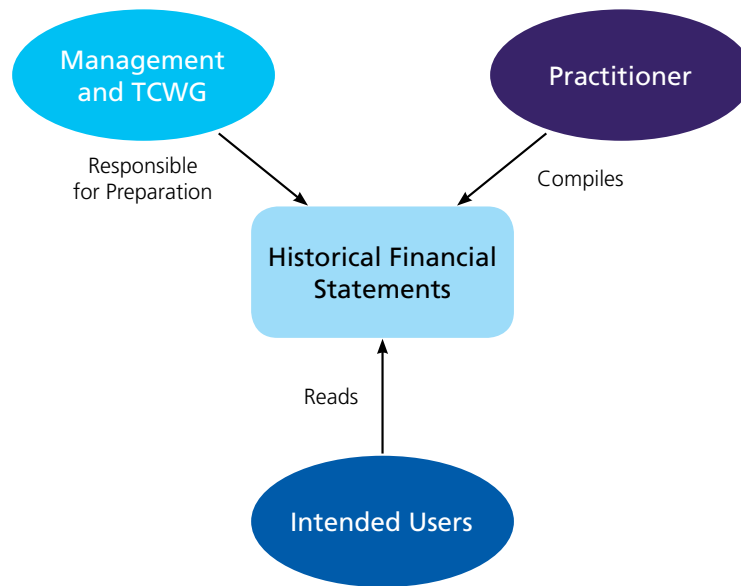 Management
and TCWG
Practitioner
Responsible
for Preparation
Compiles
Historical Financial
Statements
Reads
Intended Users